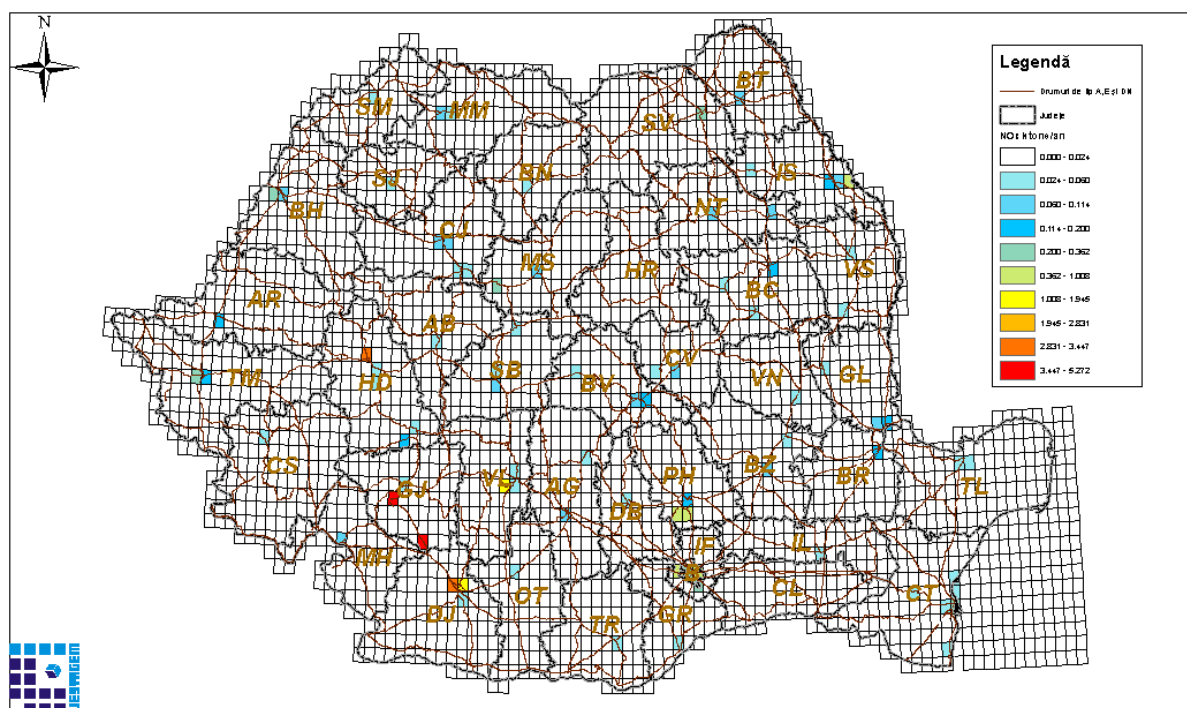 N
Legendă
Drumuri de tip A,E și DN
Județe
0.000 - 0.024
0.024 - 0.060
0.060 - 0.114
0.114 - 0.200
0.200 - 0.362
0.362 - 1.008
1.008 - 1.945
1.945 - 2.831
2.831 - 3.447
3.447 - 5.272
BT
SM
MM
SV
BN
IS
SJ
BH
NT
CJ
MS
HR
VS
BC
AR
AB
CV
SB
TM
HD
BV
VN
GL
CS
BZ
BR
TL
VL
AG
PH
GJ
DB
IF
IL
MH
B
CL
CT
OT
DJ
TR
GR
WESTAGEM